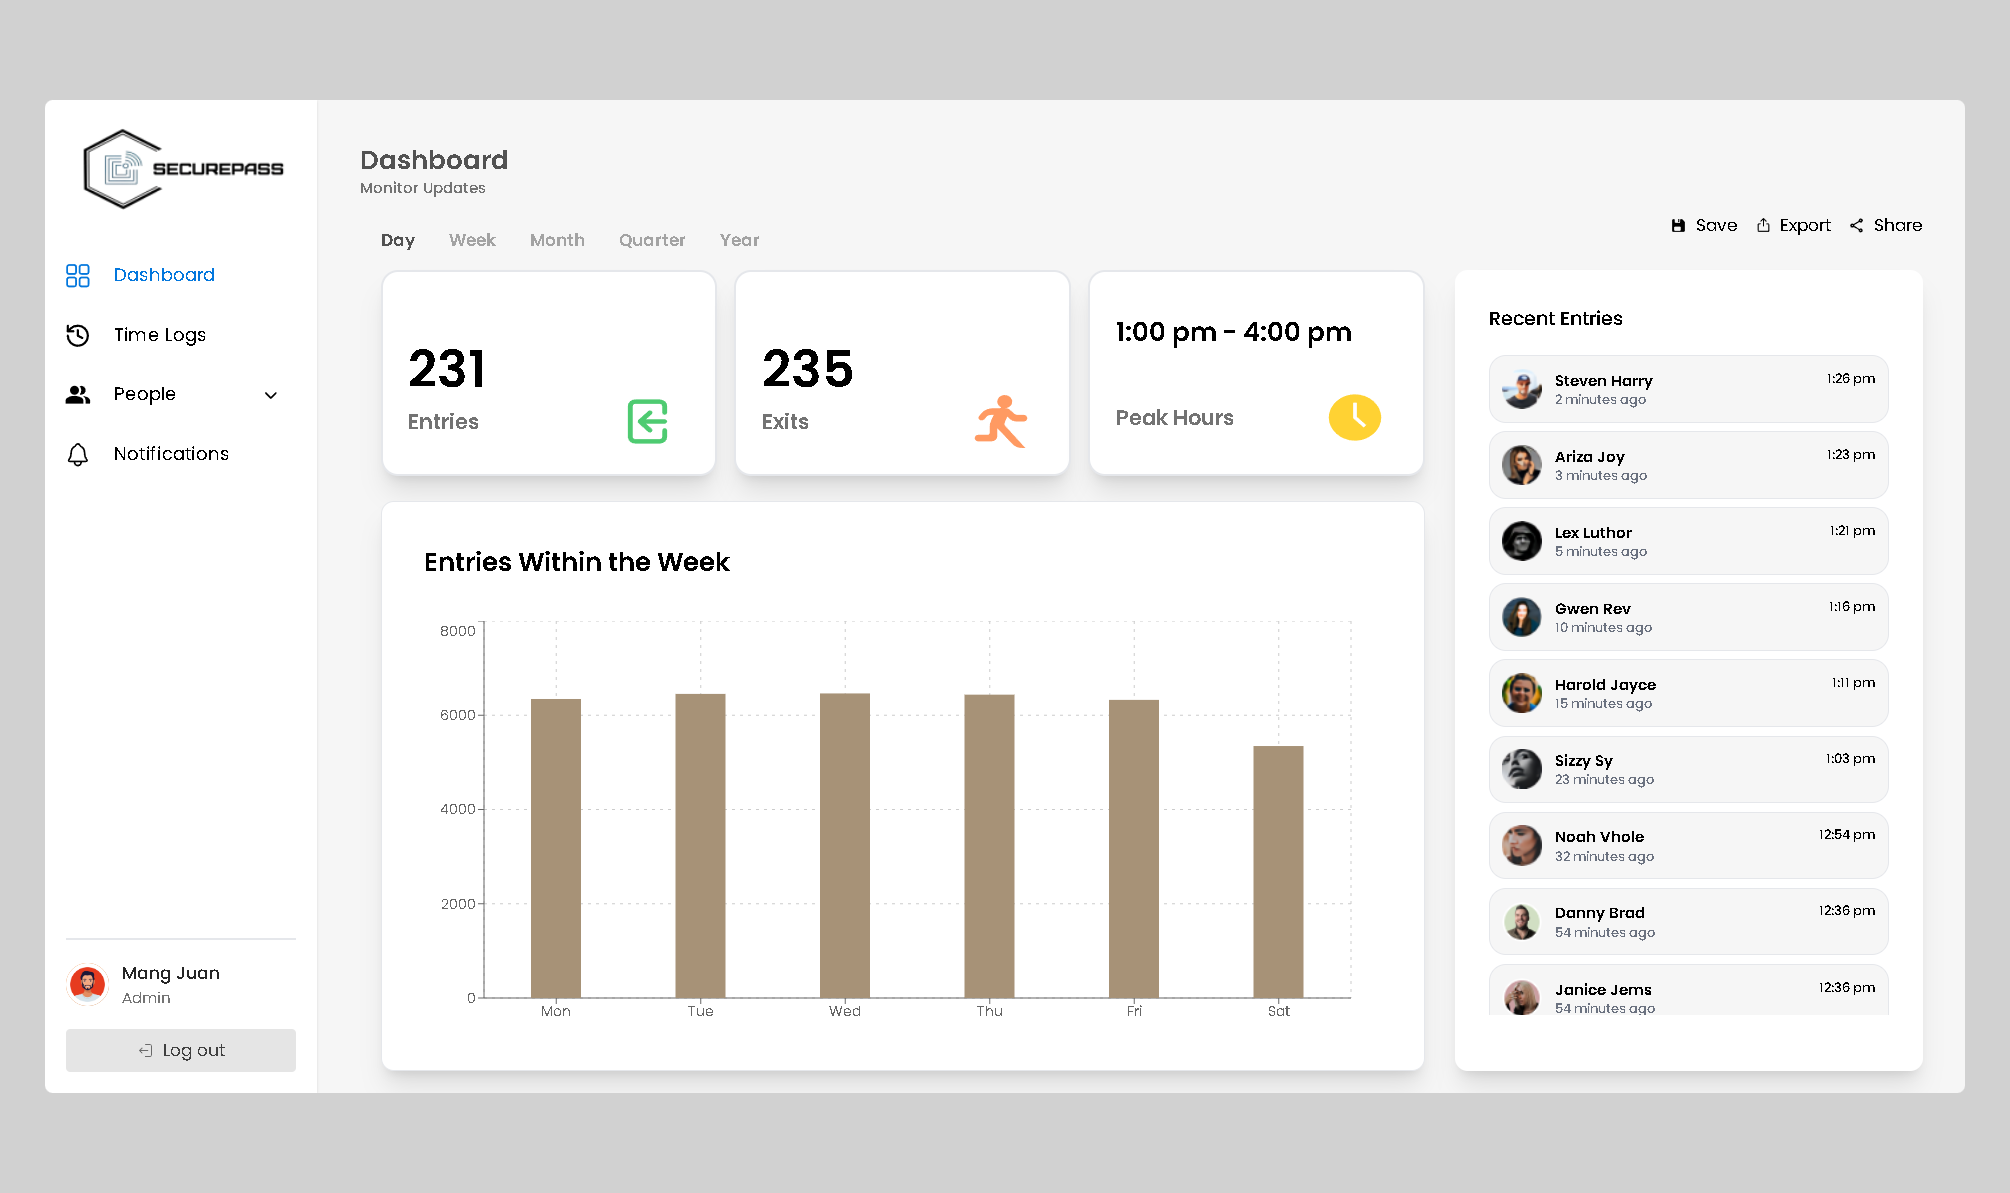 SECUREPASS
Dashboard
Time Logs
People
Notifications
Mang Juan
Admin
Log out
Dashboard
Monitor Updates
Day Week Month Quarter Year
Save Export Share
231
Entries
235
Exits
1:00 pm - 4:00 pm
Peak Hours
Entries Within the Week
8000
6000
4000
2000
0
Mon Tue Wed Thu Fri Sat
Recent Entries
Steven Harry 1:26 pm
2 minutes ago
Ariza Joy 1:23 pm
3 minutes ago
Lex Luthor 1:21 pm
5 minutes ago
Gwen Rev 1:16 pm
10 minutes ago
Harold Jayce 1:11 pm
15 minutes ago
Sizzy Sy 1:03 pm
23 minutes ago
Noah Vhole 12:54 pm
32 minutes ago
Danny Brad 12:36 pm
54 minutes ago
Janice Jems 12:36 pm
54 minutes ago